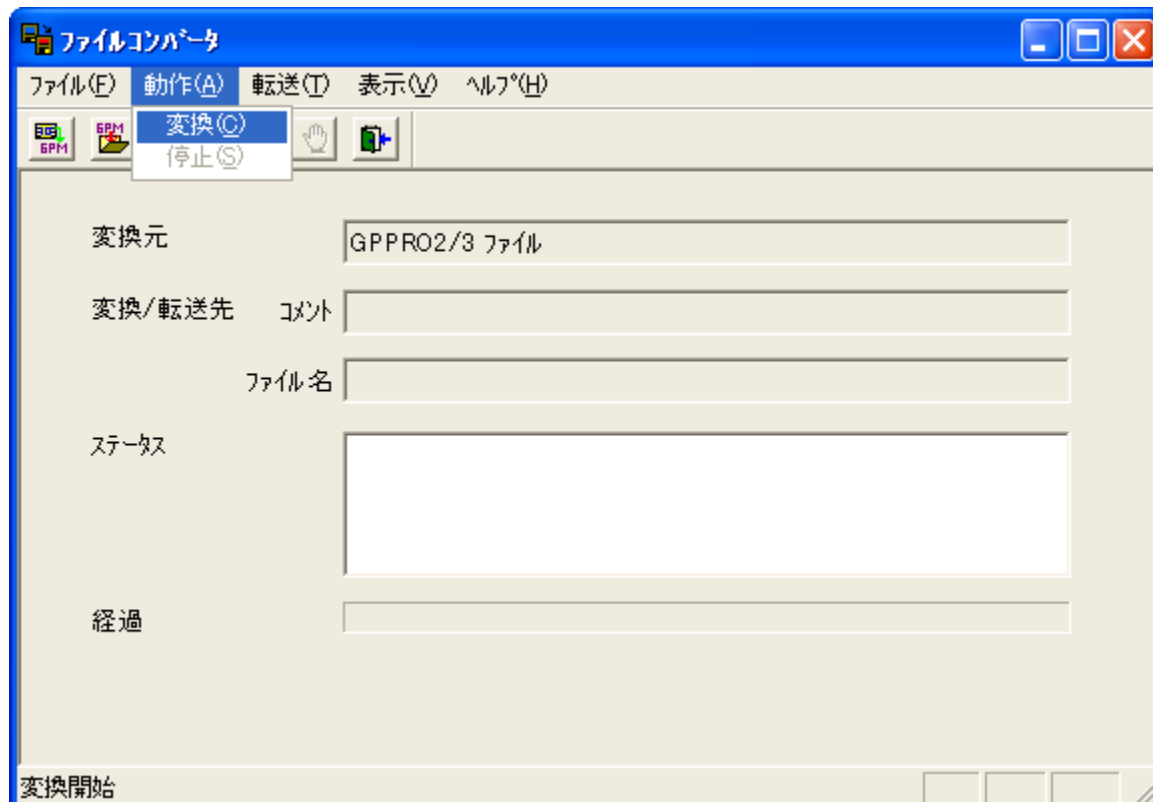 ﾌｧｲﾙｺﾝﾊﾞｰﾀ
ﾌｧｲﾙ(F) 動作(A) 転送(T) 表示(V) ﾍﾙﾌﾟ(H)
変換(C)
停止(S)
GPM
GPM
変換元 GPPRO2/3 ﾌｧｲﾙ
変換/転送先 ｺﾒﾝﾄ
ﾌｧｲﾙ名
ｽﾃｰﾀｽ
経過
変換開始